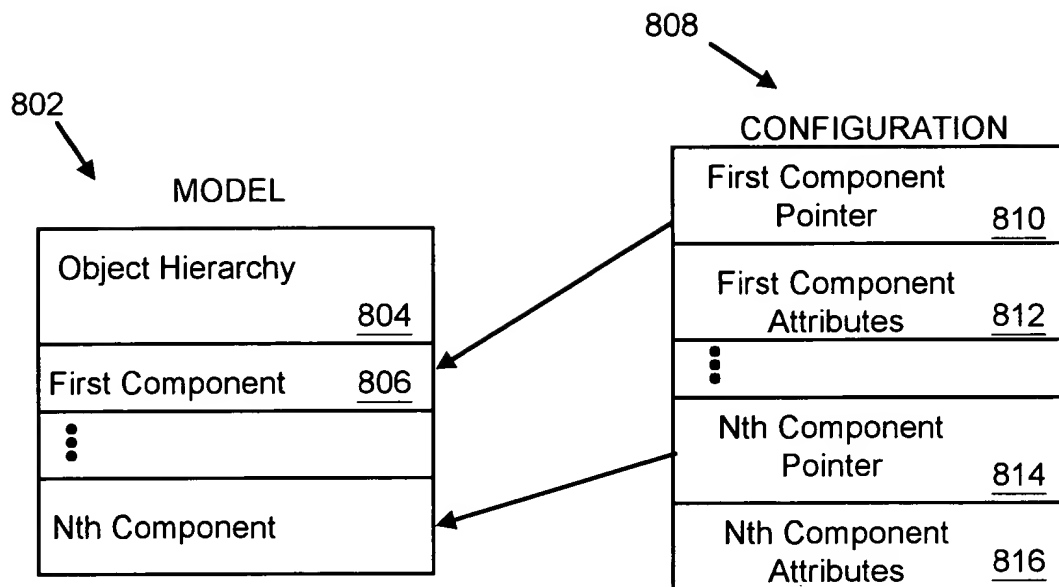 808
802
CONFIGURATION
MODEL
First Component
Pointer 810
First Component
Attributes 812
Nth Component
Pointer 814
Nth Component
Attributes 816
Object Hierarchy
804
First Component 806
Nth Component